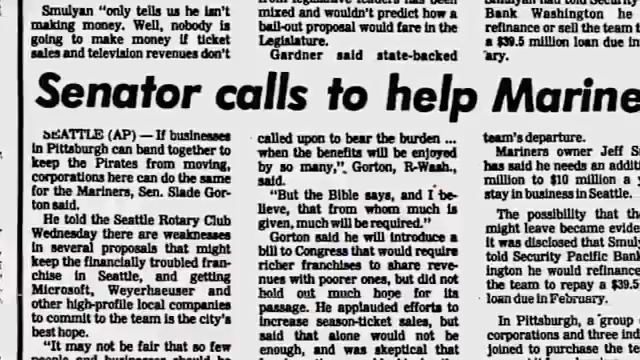 Smulyan "only tells us he isn't
making money. Well, nobody is
going to make money if ticket
sales and television revenues don't
mixed and wouldn't predict how a
bail-out proposal would fare in the
Legislature.
Gardner said state-backed
Bank Washington he
refinance or sell the team
a $39.5 million loan due in
ary.
Senator calls to help
SEATTLE (AP) — If businesses
in Pittsburgh can band together to
keep the Pirates from moving,
corporations here can do the same
for the Mariners, Sen. Slade Gor-
ton said.
He told the Seattle Rotary Club
Wednesday there are weaknesses
in several proposals that might
keep the financially troubled fran-
chise in Seattle, and getting
Microsoft, Weyerhaeuser and
other high-profile local companies
to commit to the team is the city's
best hope.
"It may not be fair that so few
called upon to bear the burden ...
when the benefits will be enjoyed
by so many," Gorton, R-Wash.,
said.
"But the Bible says, and I be-
lieve, that from whom much is
given, much will be required."
Gorton said he will introduce a
bill to Congress that would require
richer franchises to share reve-
nues with poorer ones, but did not
hold out much hope for its
passage. He applauded efforts to
increase season-ticket sales, but
said that alone would not be
enough, and was skeptical that
team's departure.
Mariners owner Jeff
has said he needs an
million to $10 million a
stay in business in Seattle.
The possibility that
might leave became
it was disclosed that
told Security Pacific Bank
he would refinance
the team to repay a $39.5
loan due in February.
In Pittsburgh, a group
corporations and three
joined to purchase the